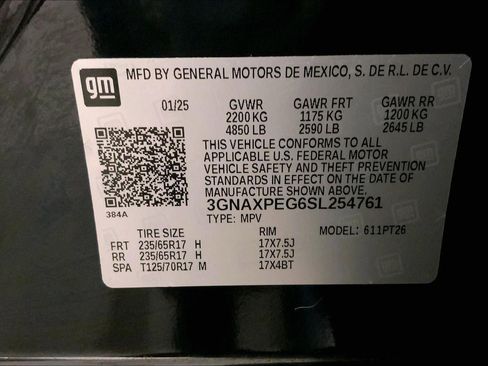 gm
MFD BY GENERAL MOTORS DE MEXICO, S. DE R.L. DE C.V.
01/25 GVWR GAWR FRT GAWR RR
2200 KG 1175 KG 1200 KG
4850 LB 2590 LB 2645 LB
THIS VEHICLE CONFORMS TO ALL
APPLICABLE U.S. FEDERAL MOTOR
VEHICLE SAFETY AND THEFT PREVENTION
STANDARDS IN EFFECT ON THE DATE OF
MANUFACTURE SHOWN ABOVE.
384A
3GNAXPEG6SL254761
TYPE: MPV
TIRE SIZE RIM MODEL: 611PT26
FRT 235/65R17 H 17X7.5J
RR 235/65R17 H 17X7.5J
SPA T125/70R17 M 17X4BT